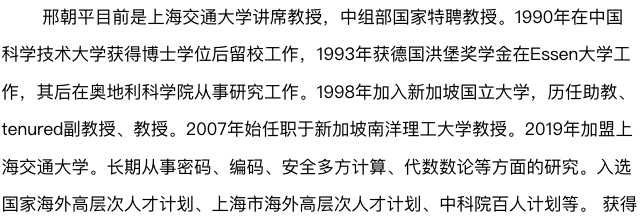 邢朝平目前是上海交通大学讲席教授，中组部国家特聘教授。1990年在中国
科学技术大学获得博士学位后留校工作，1993年获德国洪堡奖学金在Essen大学工
作，其后在奥地利科学院从事研究工作。1998年加入新加坡国立大学，历任助教、
tenured副教授、教授。2007年始任职于新加坡南洋理工大学教授。2019年加盟上
海交通大学。长期从事密码、编码、安全多方计算、代数数论等方面的研究。入选
国家海外高层次人才计划、上海市海外高层次人才计划、中科院百人计划等。 获得